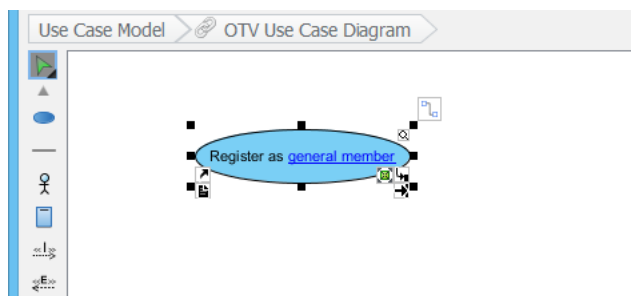 Use Case Model OTV Use Case Diagram
Register as general member
<<I>>
<<E>>